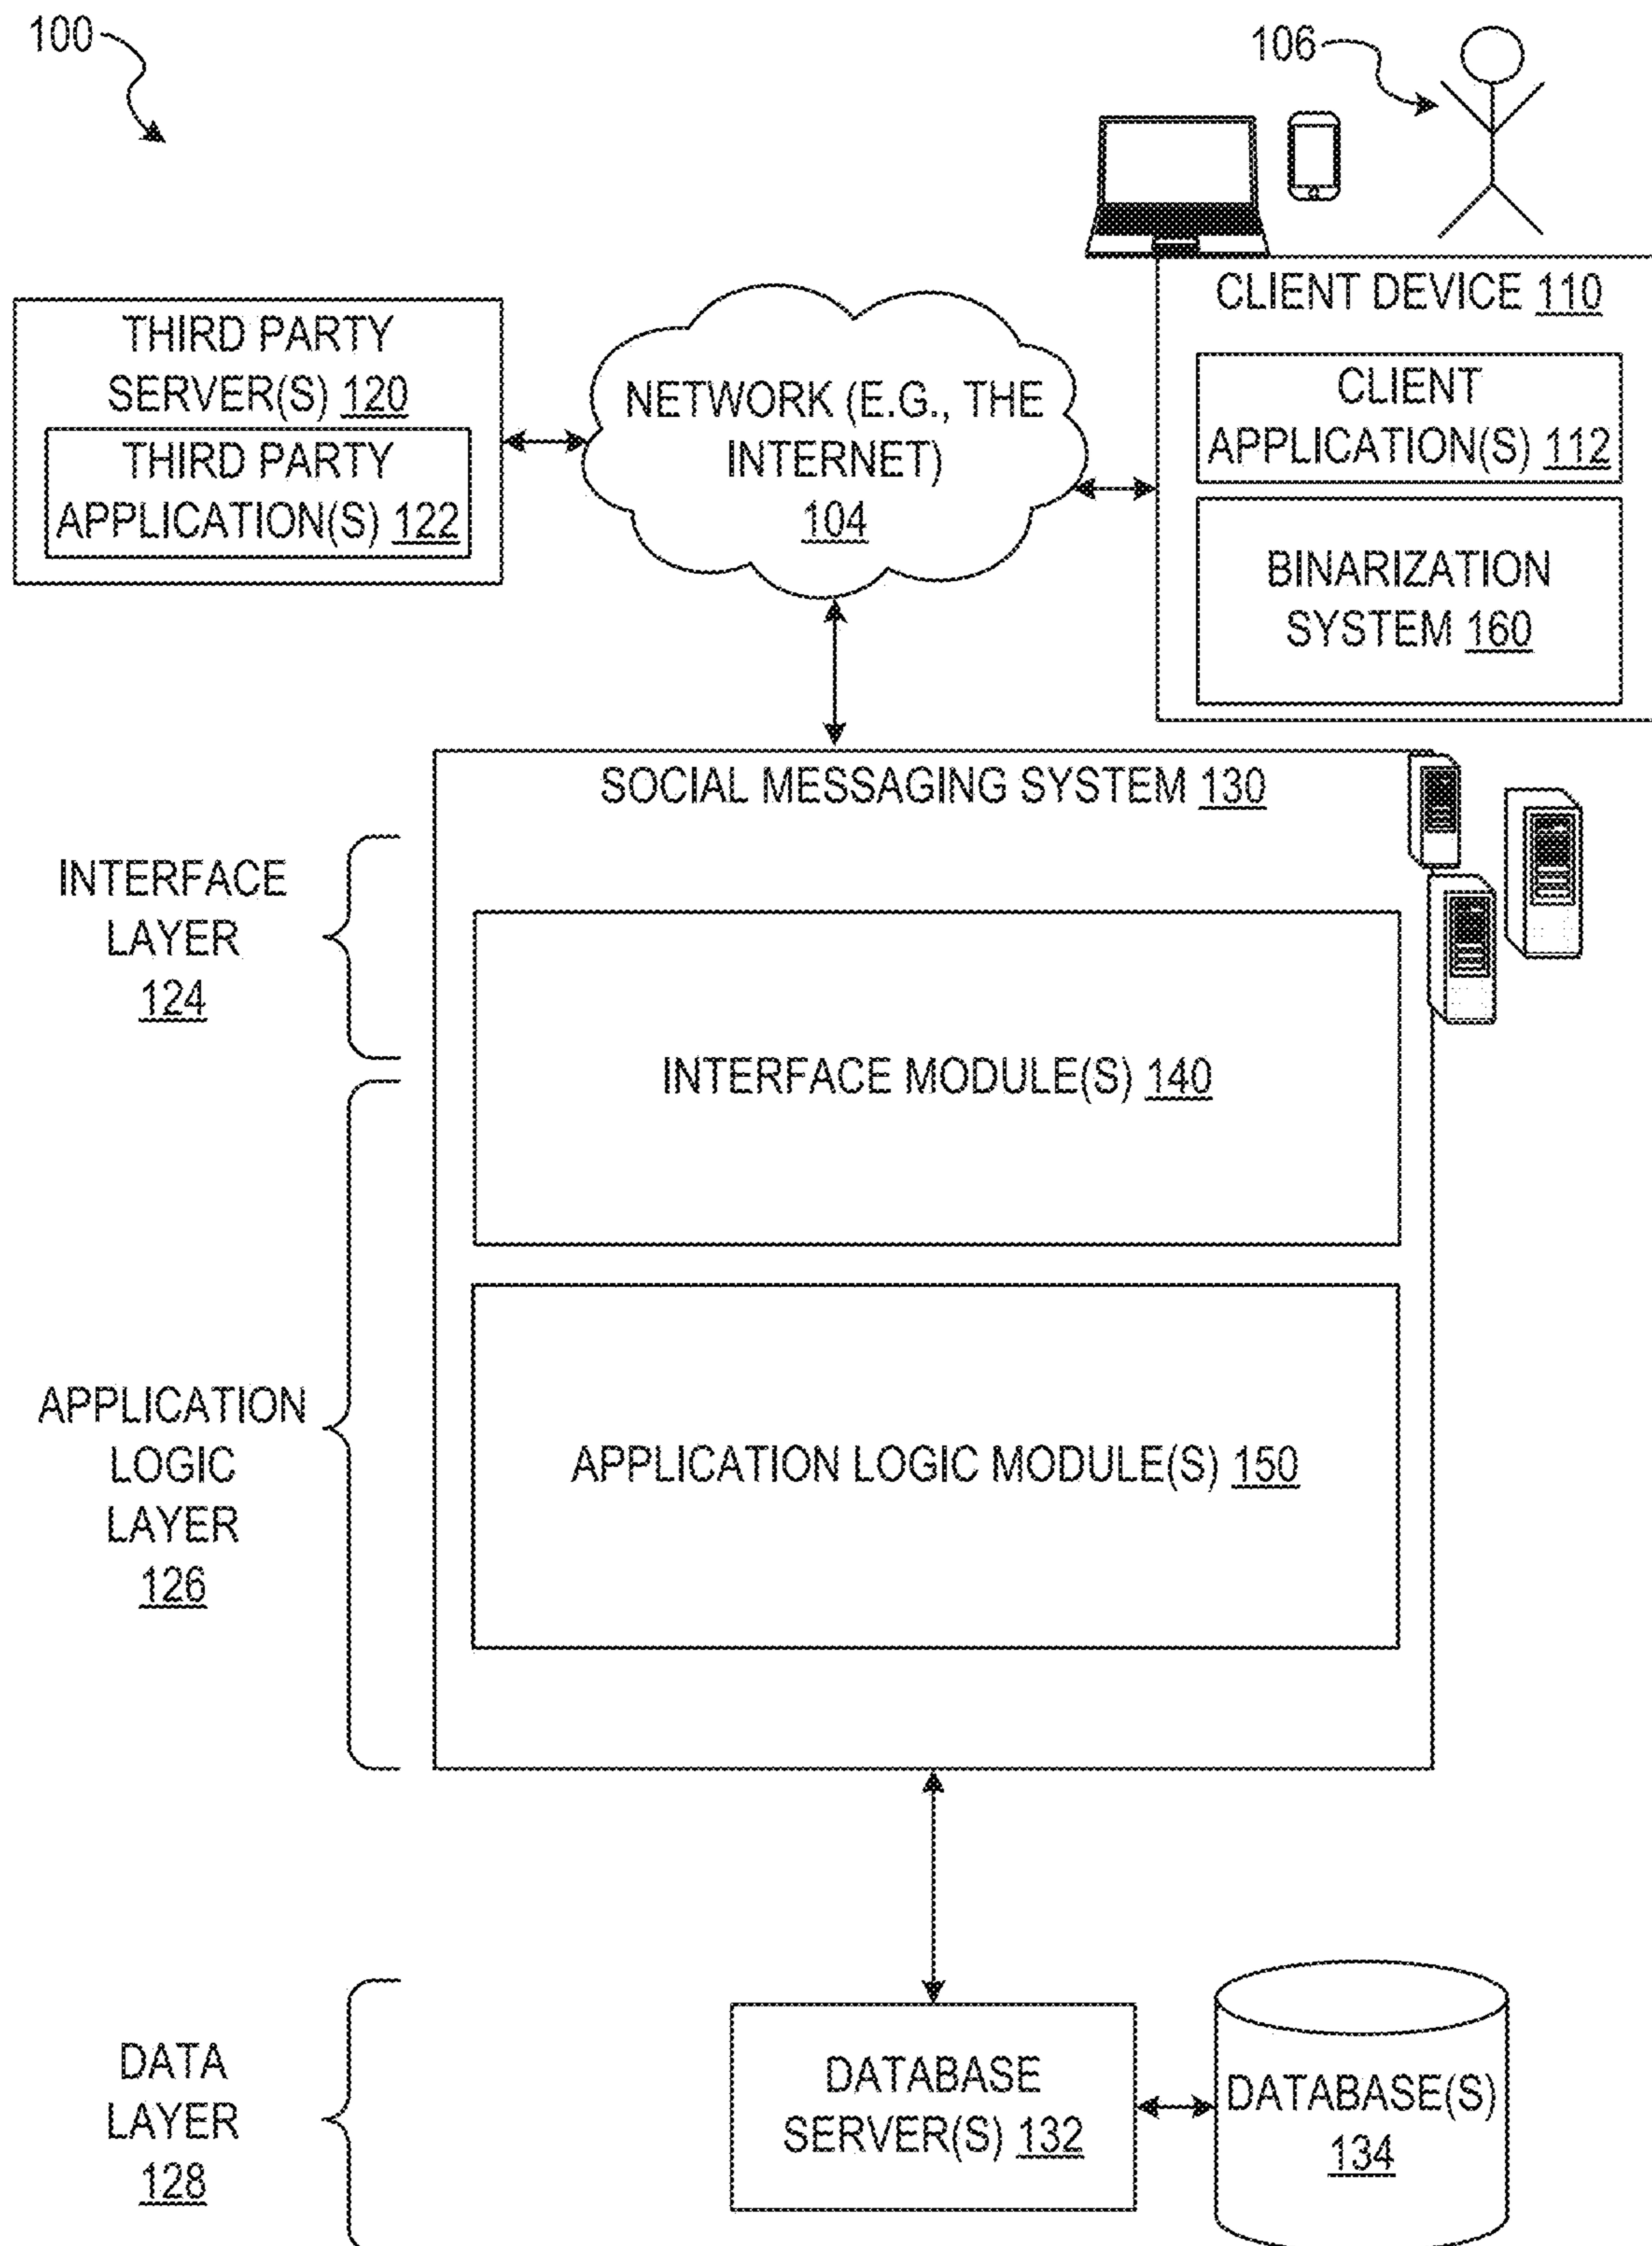 100
106
CLIENT DEVICE 110
THIRD PARTY
SERVER(S) 120
THIRD PARTY
APPLICATION(S) 122
NETWORK (E.G., THE
INTERNET)
104
CLIENT
APPLICATION(S) 112
BINARIZATION
SYSTEM 160
SOCIAL MESSAGING SYSTEM 130
INTERFACE
LAYER
124
INTERFACE MODULE(S) 140
APPLICATION
LOGIC
LAYER
126
APPLICATION LOGIC MODULE(S) 150
DATA
LAYER
128
DATABASE
SERVER(S) 132
DATABASE(S)
134